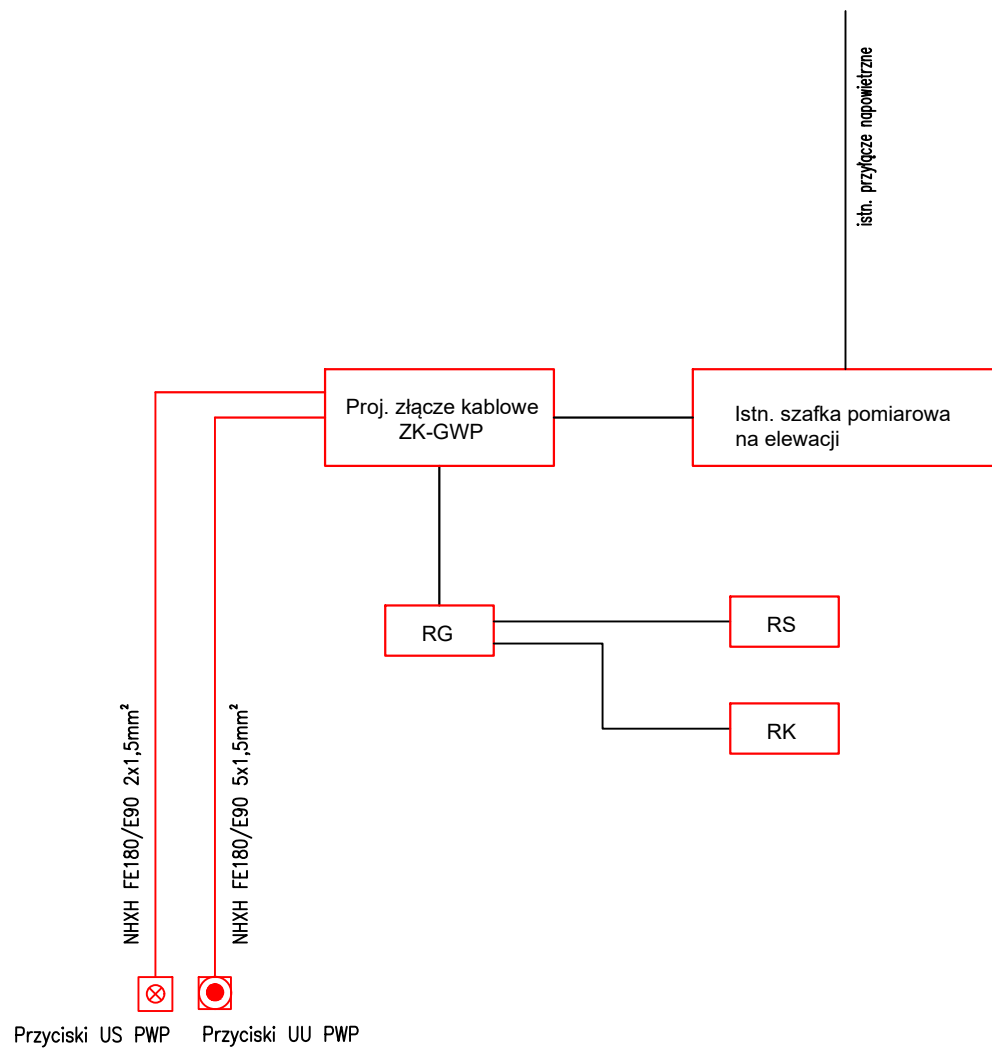 istn. przyłącze napowietrzne
Proj. złącze kablowe
ZK-GWP
Istn. szafka pomiarowa
na elewacji
RG
RS
RK
NHXH FE180/E90 2x1,5mm²
NHXH FE180/E90 5x1,5mm²
Przyciski US PWP
Przyciski UU PWP